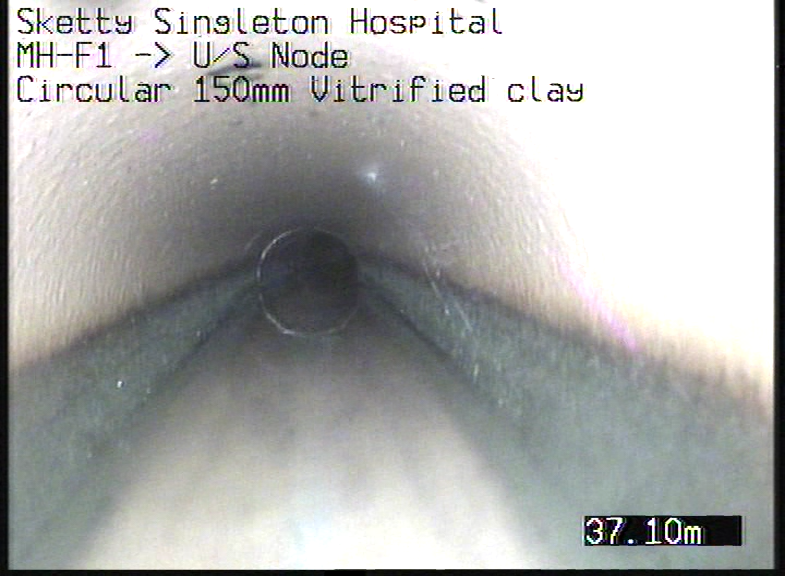 Sketty Singleton Hospital
MH-F1 -> U/S Node
Circular 150mm Vitrified clay
37.10m